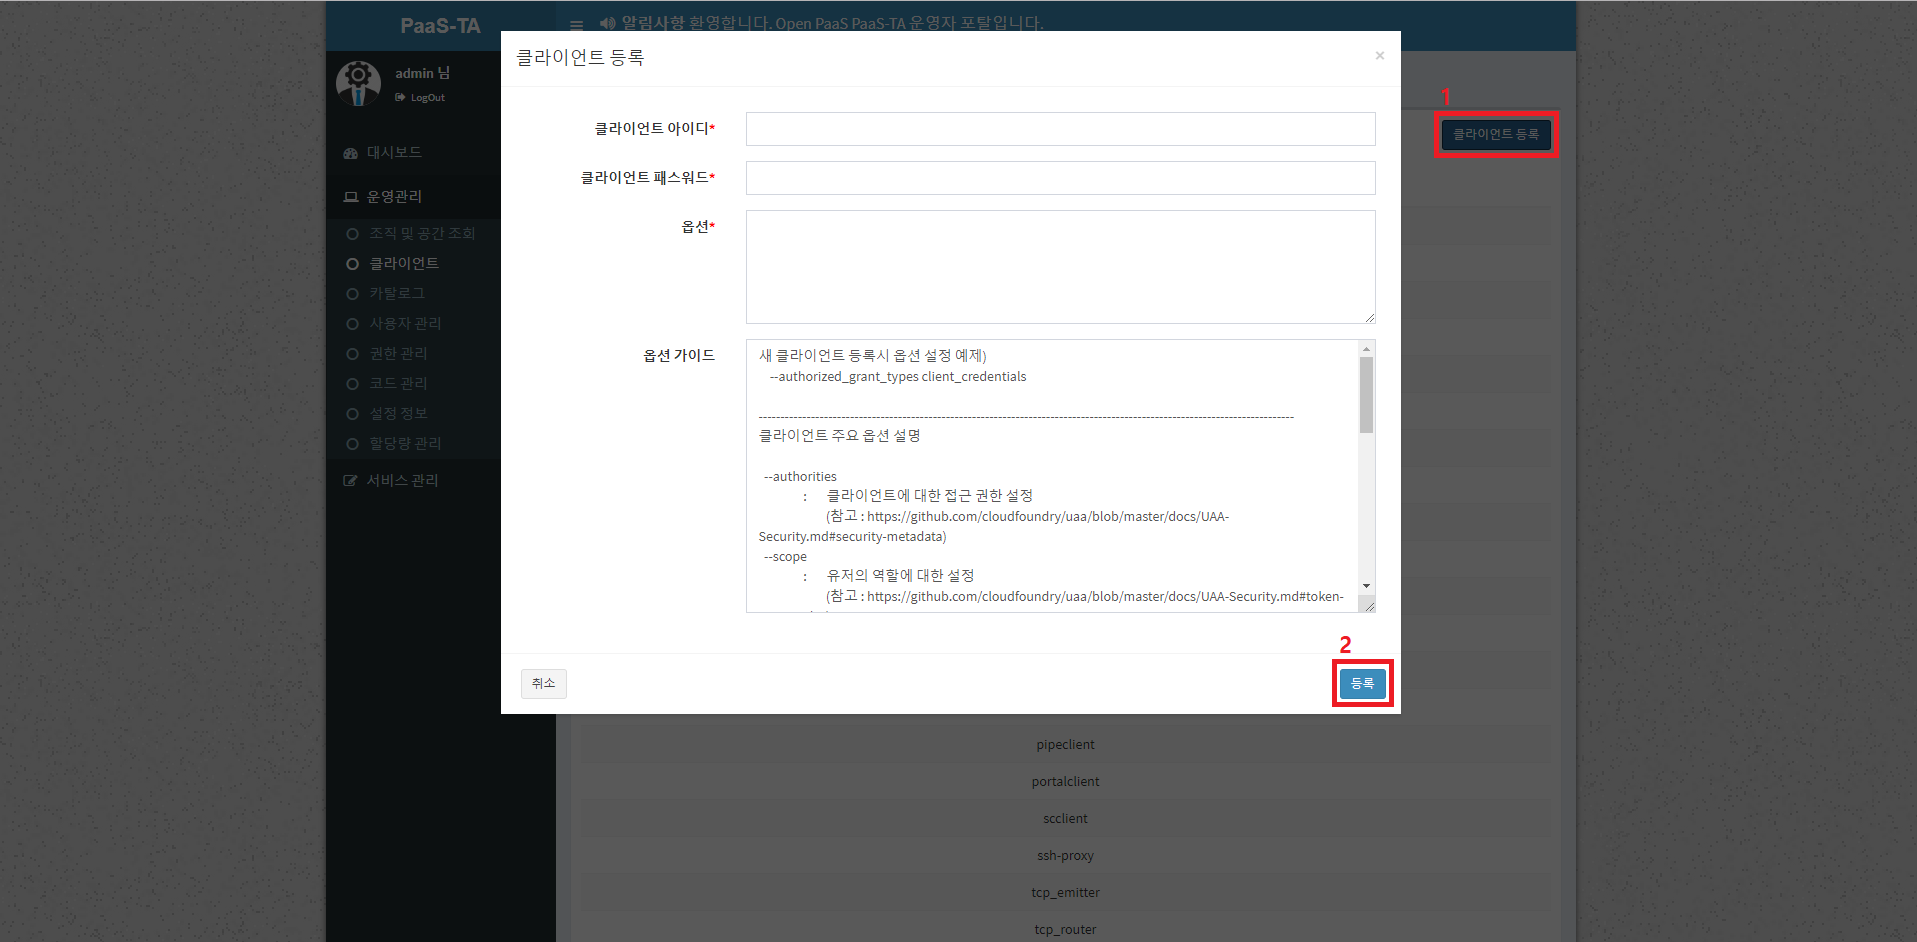 PaaS-TA
알림사항 환영합니다. Open PaaS PaaS-TA 운영자 포탈입니다.
admin 님
LogOut
대시보드
운영관리
조직 및 공간 조회
클라이언트
카탈로그
사용자 관리
권한 관리
코드 관리
설정 정보
할당량 관리
서비스 관리
1
클라이언트 등록
클라이언트 등록
×
클라이언트 아이디*
클라이언트 패스워드*
옵션*
옵션 가이드
새 클라이언트 등록시 옵션 설정 예제)
--authorized_grant_types client_credentials
--------------------------------------------------------------------------------------------------------------------------
클라이언트 주요 옵션 설명
--authorities
: 클라이언트에 대한 접근 권한 설정
(참고 : https://github.com/cloudfoundry/uaa/blob/master/docs/UAA-
Security.md#security-metadata)
--scope
: 유저의 역할에 대한 설정
(참고 : https://github.com/cloudfoundry/uaa/blob/master/docs/UAA-Security.md#token-
2
취소
등록
pipeclient
portalclient
scclient
ssh-proxy
tcp_emitter
tcp_router